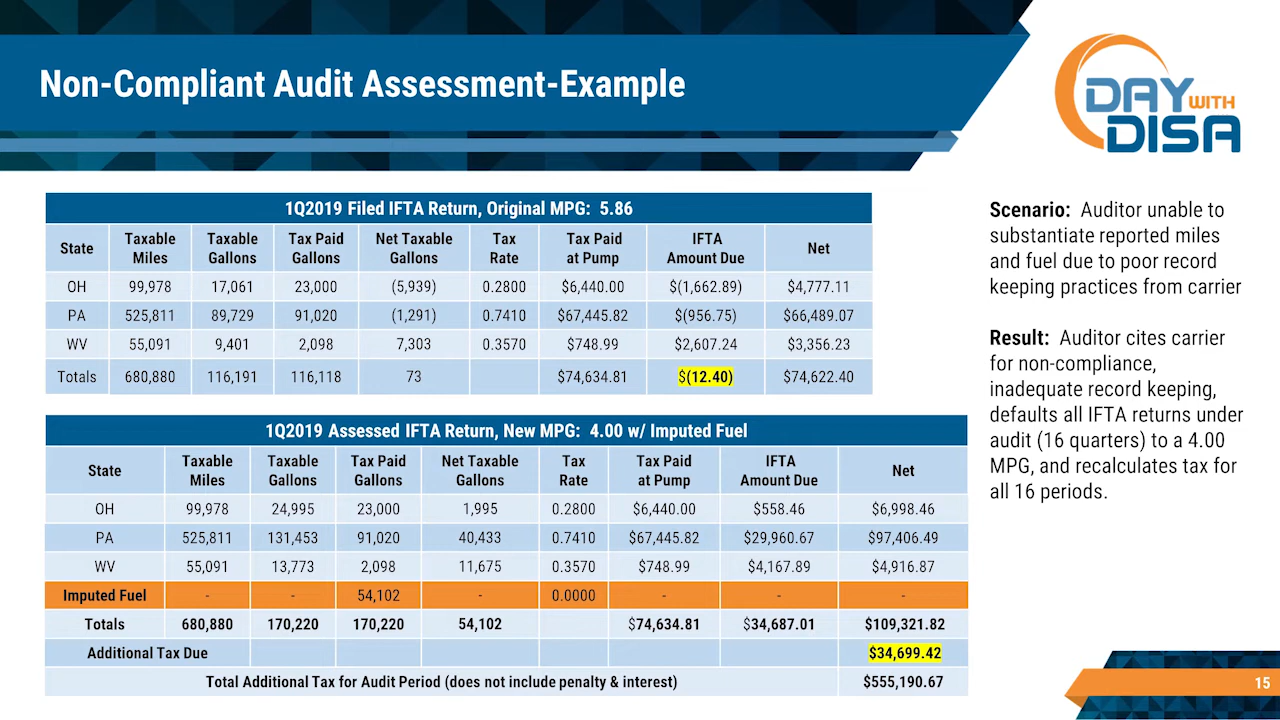 Non-Compliant Audit Assessment-Example
DAY WITH
DISA
1Q2019 Filed IFTA Return, Original MPG: 5.86
State Taxable Miles Taxable Gallons Tax Paid Gallons Net Taxable Gallons Tax Rate Tax Paid at Pump IFTA Amount Due Net
OH 99,978 17,061 23,000 (5,939) 0.2800 $6,440.00 $(1,662.89) $4,777.11
PA 525,811 89,729 91,020 (1,291) 0.7410 $67,445.82 $(956.75) $66,489.07
WV 55,091 9,401 2,098 7,303 0.3570 $748.99 $2,607.24 $3,356.23
Totals 680,880 116,191 116,118 73 $74,634.81 $(12.40) $74,622.40
1Q2019 Assessed IFTA Return, New MPG: 4.00 w/ Imputed Fuel
State Taxable Miles Taxable Gallons Tax Paid Gallons Net Taxable Gallons Tax Rate Tax Paid at Pump IFTA Amount Due Net
OH 99,978 24,995 23,000 1,995 0.2800 $6,440.00 $558.46 $6,998.46
PA 525,811 131,453 91,020 40,433 0.7410 $67,445.82 $29,960.67 $97,406.49
WV 55,091 13,773 2,098 11,675 0.3570 $748.99 $4,167.89 $4,916.87
Imputed Fuel - - 54,102 - 0.0000 - - -
Totals 680,880 170,220 170,220 54,102 $74,634.81 $34,687.01 $109,321.82
Additional Tax Due $34,699.42
Total Additional Tax for Audit Period (does not include penalty & interest) $555,190.67
Scenario: Auditor unable to
substantiate reported miles
and fuel due to poor record
keeping practices from carrier
Result: Auditor cites carrier
for non-compliance,
inadequate record keeping,
defaults all IFTA returns under
audit (16 quarters) to a 4.00
MPG, and recalculates tax for
all 16 periods.
15